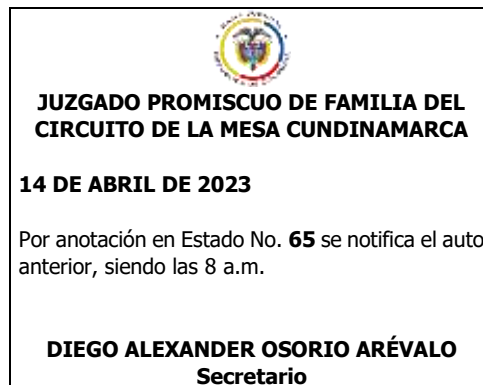 JUZGADO PROMISCUO DE FAMILIA DEL
CIRCUITO DE LA MESA CUNDINAMARCA
14 DE ABRIL DE 2023
Por anotación en Estado No. 65 se notifica el auto
anterior, siendo las 8 a.m.
DIEGO ALEXANDER OSORIO ARÉVALO
Secretario